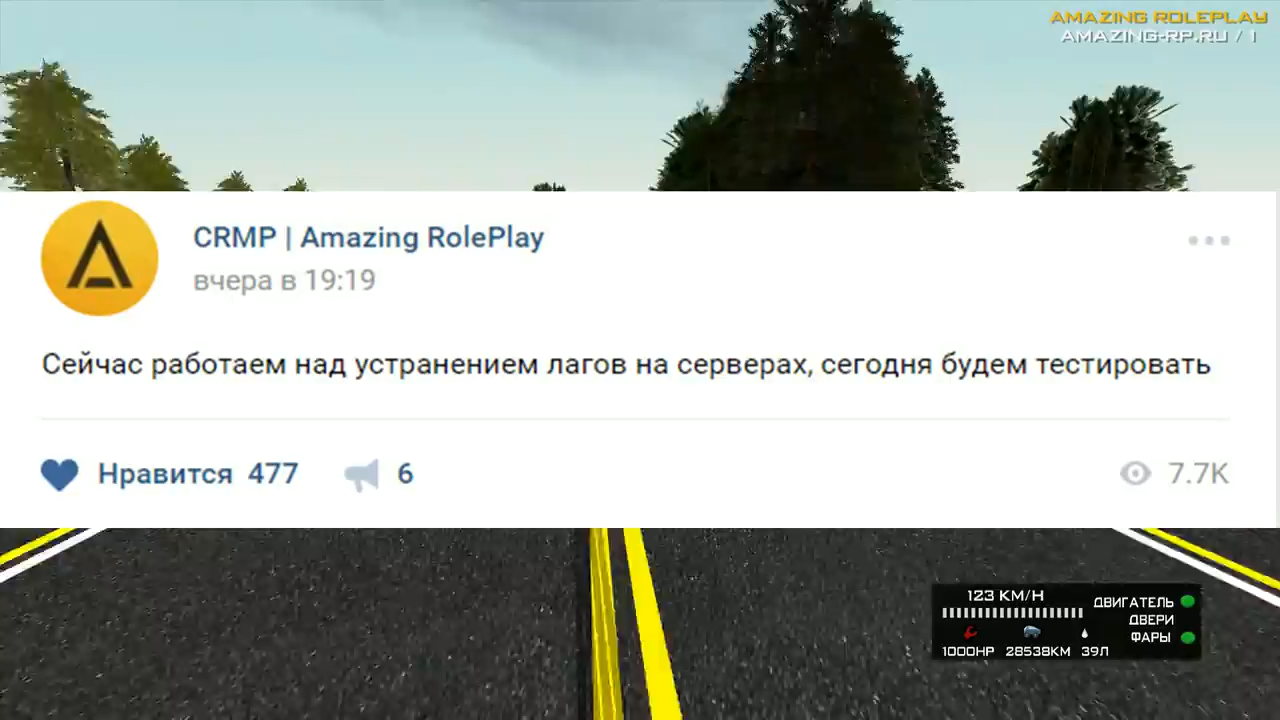 AMAZING ROLEPLAY
AMAZING-RP.RU / 1
CRMP | Amazing RolePlay
вчера в 19:19
Сейчас работаем над устранением лагов на серверах, сегодня будем тестировать
Нравится 477 6 7.7K
123 KM/H
ДВИГАТЕЛЬ
ДВЕРИ
ФАРЫ
1000HP 28538KM 39Л